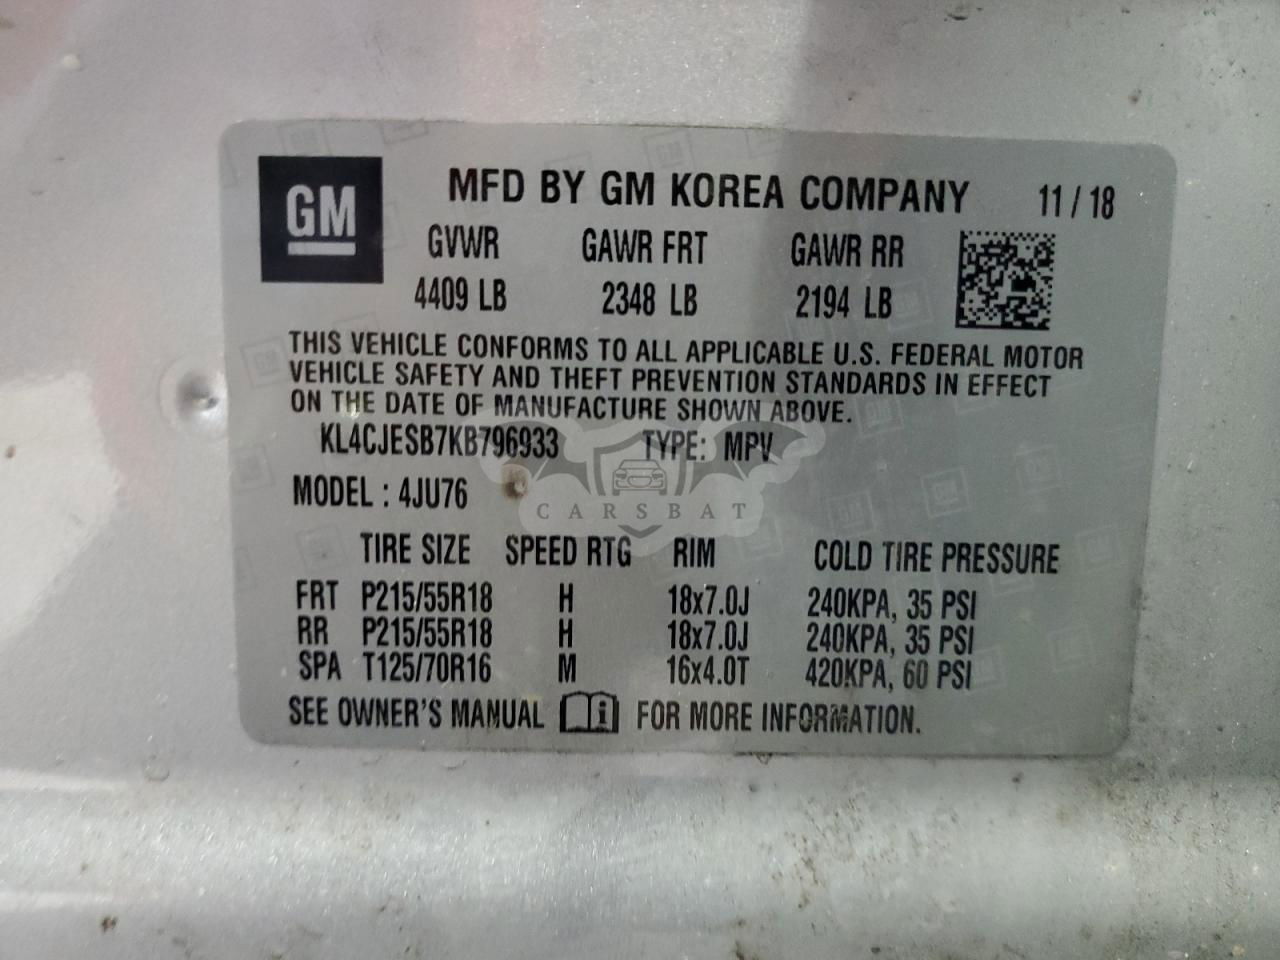 GM
MFD BY GM KOREA COMPANY 11 / 18
GVWR GAWR FRT GAWR RR
4409 LB 2348 LB 2194 LB
THIS VEHICLE CONFORMS TO ALL APPLICABLE U.S. FEDERAL MOTOR
VEHICLE SAFETY AND THEFT PREVENTION STANDARDS IN EFFECT
ON THE DATE OF MANUFACTURE SHOWN ABOVE.
KL4CJESB7KB796933 TYPE: MPV
MODEL : 4JU76
CARSBAT
TIRE SIZE SPEED RTG RIM COLD TIRE PRESSURE
FRT P215/55R18 H 18x7.0J 240KPA, 35 PSI
RR P215/55R18 H 18x7.0J 240KPA, 35 PSI
SPA T125/70R16 M 16x4.0T 420KPA, 60 PSI
SEE OWNER'S MANUAL i FOR MORE INFORMATION.